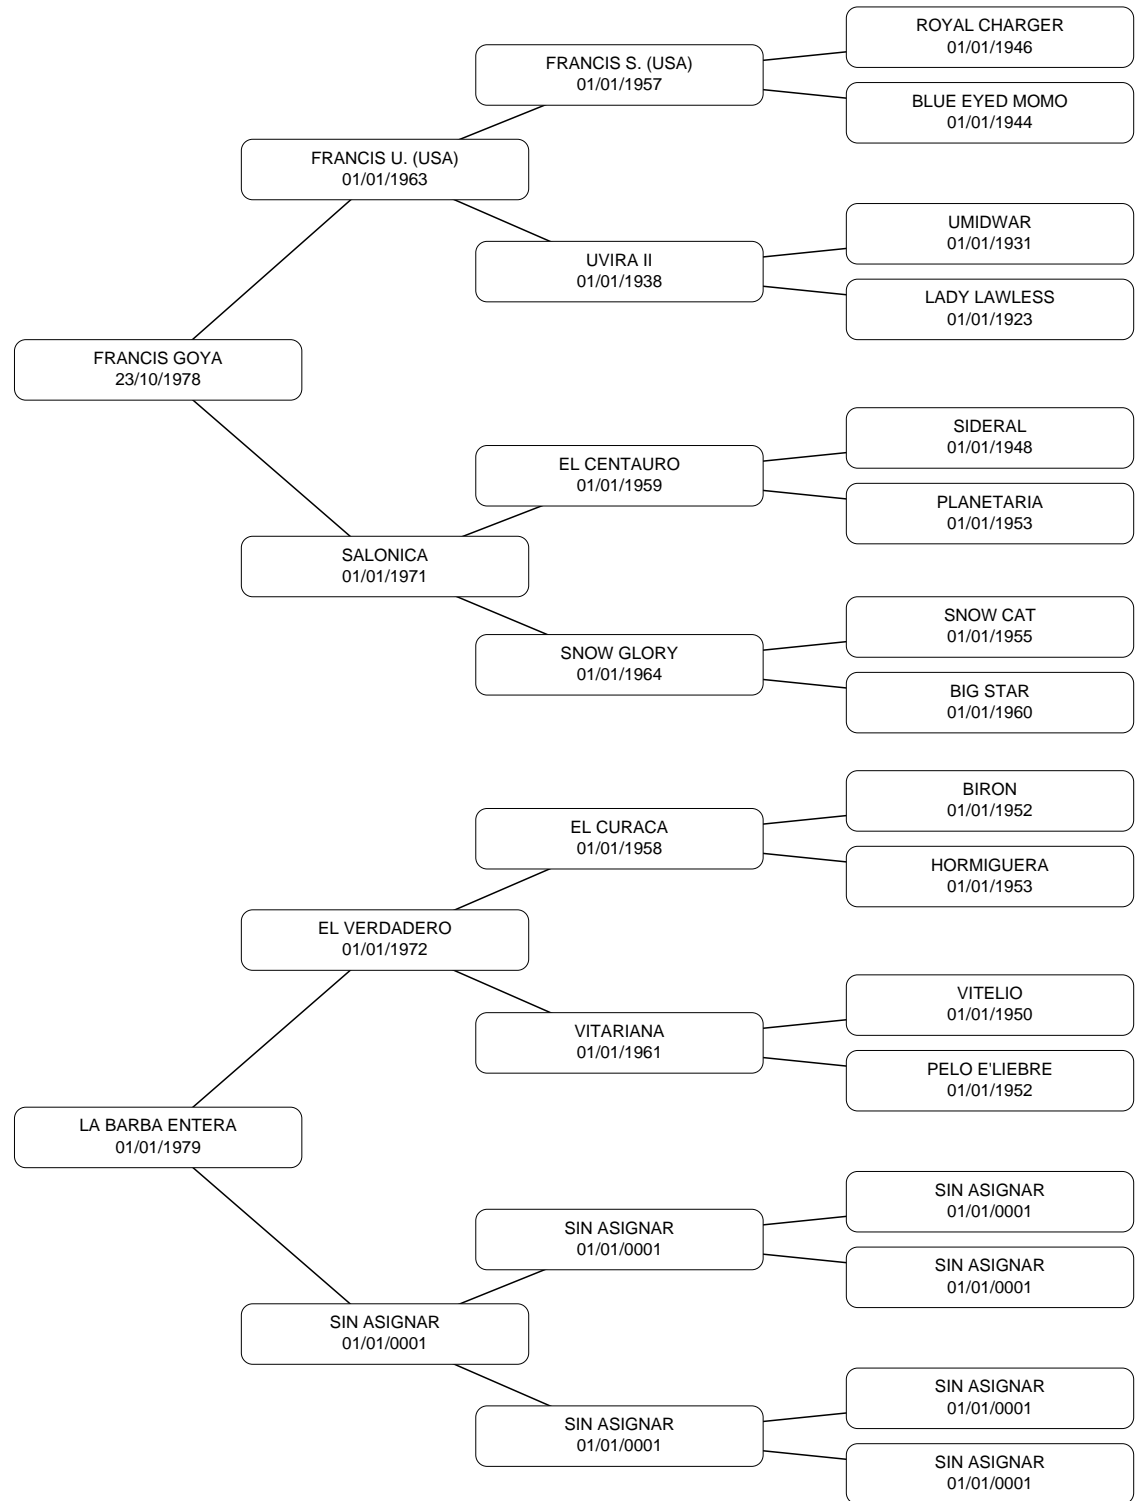 ROYAL CHARGER
01/01/1946
FRANCIS S. (USA)
01/01/1957
BLUE EYED MOMO
01/01/1944
FRANCIS U. (USA)
01/01/1963
UMIDWAR
01/01/1931
UVIRA II
01/01/1938
LADY LAWLESS
01/01/1923
FRANCIS GOYA
23/10/1978
SIDERAL
01/01/1948
EL CENTAURO
01/01/1959
PLANETARIA
01/01/1953
SALONICA
01/01/1971
SNOW CAT
01/01/1955
SNOW GLORY
01/01/1964
BIG STAR
01/01/1960
BIRON
01/01/1952
EL CURACA
01/01/1958
HORMIGUERA
01/01/1953
EL VERDADERO
01/01/1972
VITELIO
01/01/1950
VITARIANA
01/01/1961
PELO E'LIEBRE
01/01/1952
LA BARBA ENTERA
01/01/1979
SIN ASIGNAR
01/01/0001
SIN ASIGNAR
01/01/0001
SIN ASIGNAR
01/01/0001
SIN ASIGNAR
01/01/0001
SIN ASIGNAR
01/01/0001
SIN ASIGNAR
01/01/0001
SIN ASIGNAR
01/01/0001